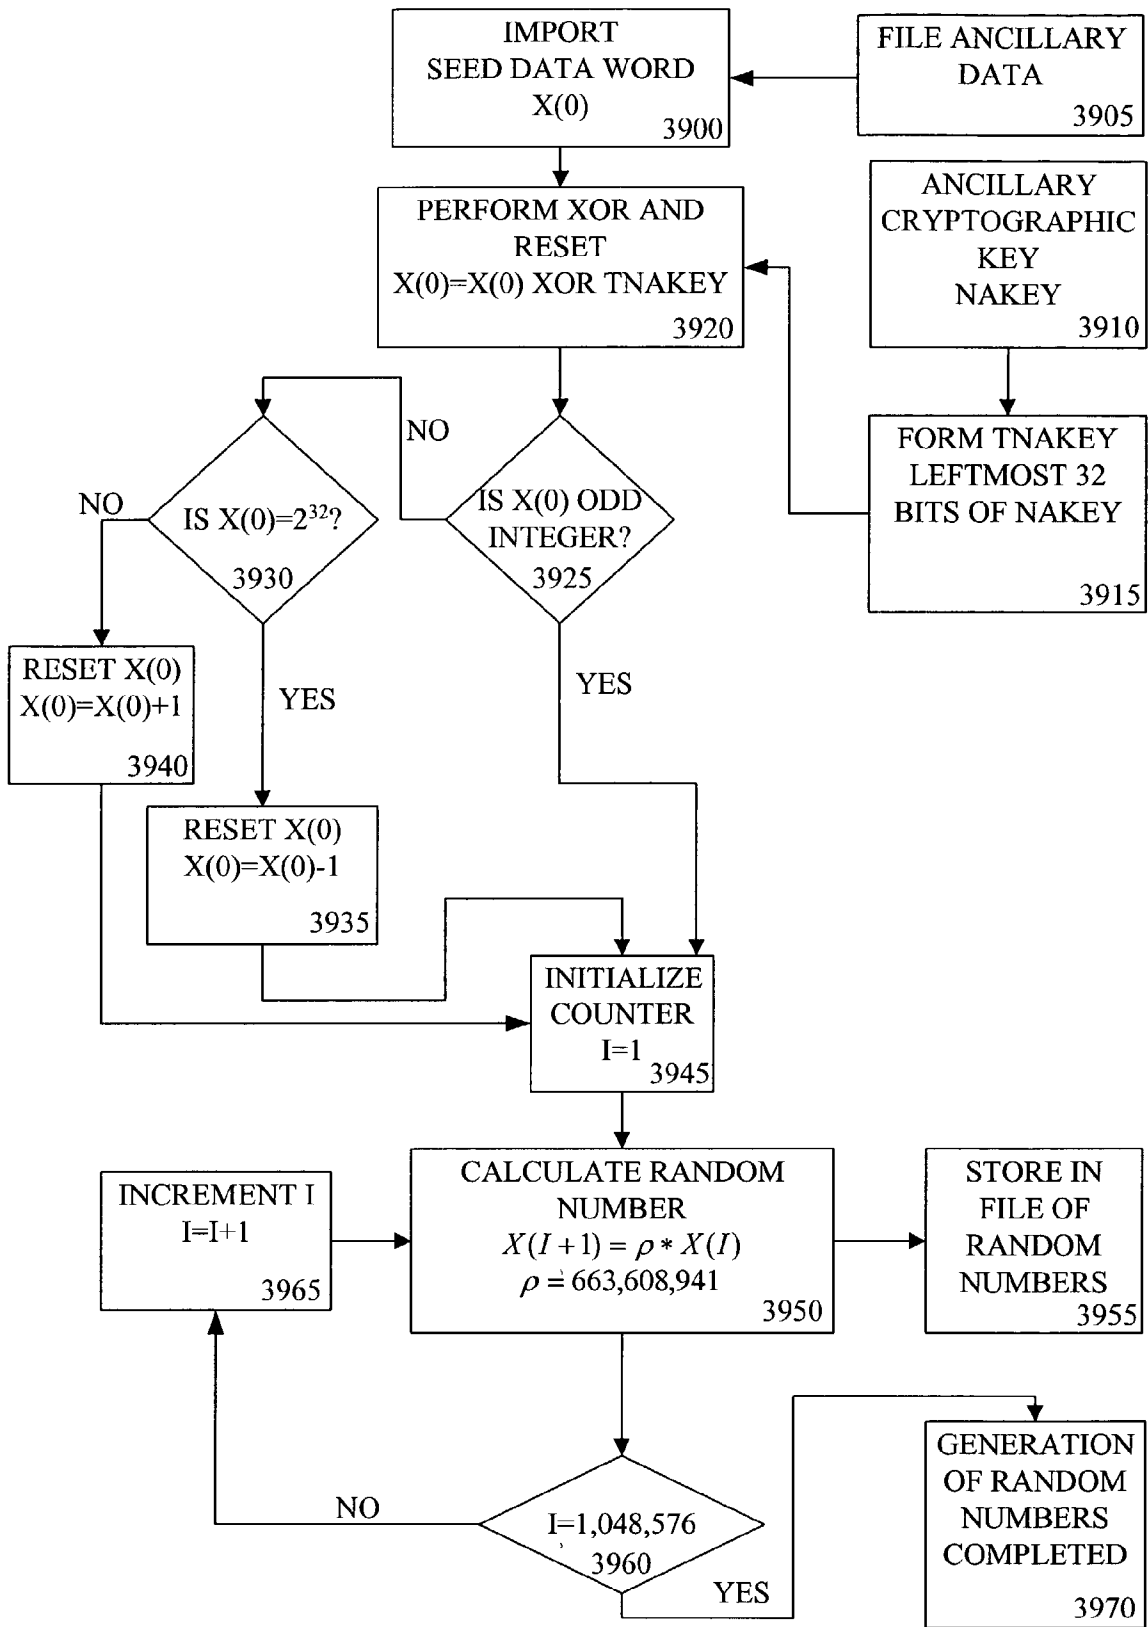 IMPORT
SEED DATA WORD
X(0)
3900
FILE ANCILLARY
DATA
3905
PERFORM XOR AND
RESET
X(0)=X(0) XOR TNAKEY
3920
ANCILLARY
CRYPTOGRAPHIC
KEY
NAKEY
3910
FORM TNAKEY
LEFTMOST 32
BITS OF NAKEY
3915
NO
IS X(0)=2³²?
3930
NO
IS X(0) ODD
INTEGER?
3925
RESET X(0)
X(0)=X(0)+1
3940
YES
YES
RESET X(0)
X(0)=X(0)-1
3935
INITIALIZE
COUNTER
I=1
3945
INCREMENT I
I=I+1
3965
CALCULATE RANDOM
NUMBER
X(I+1) = ρ * X(I)
ρ = 663,608,941
3950
STORE IN
FILE OF
RANDOM
NUMBERS
3955
NO
I=1,048,576
3960
YES
GENERATION
OF RANDOM
NUMBERS
COMPLETED
3970